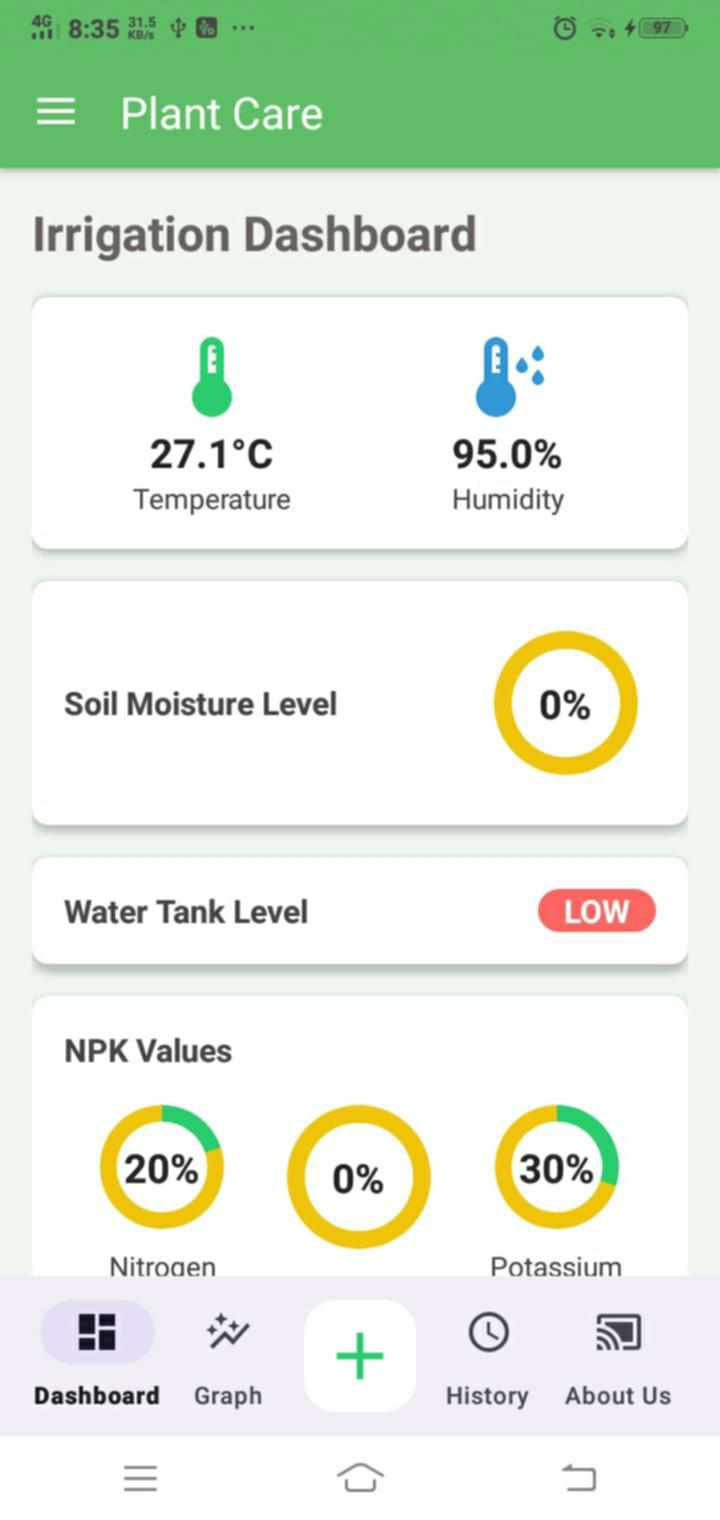 4G 8:35 31.5 KB/s ... 97
Plant Care
Irrigation Dashboard
27.1°C 95.0%
Temperature Humidity
Soil Moisture Level 0%
Water Tank Level LOW
NPK Values
20% 0% 30%
Nitrogen Potassium
Dashboard Graph History About Us